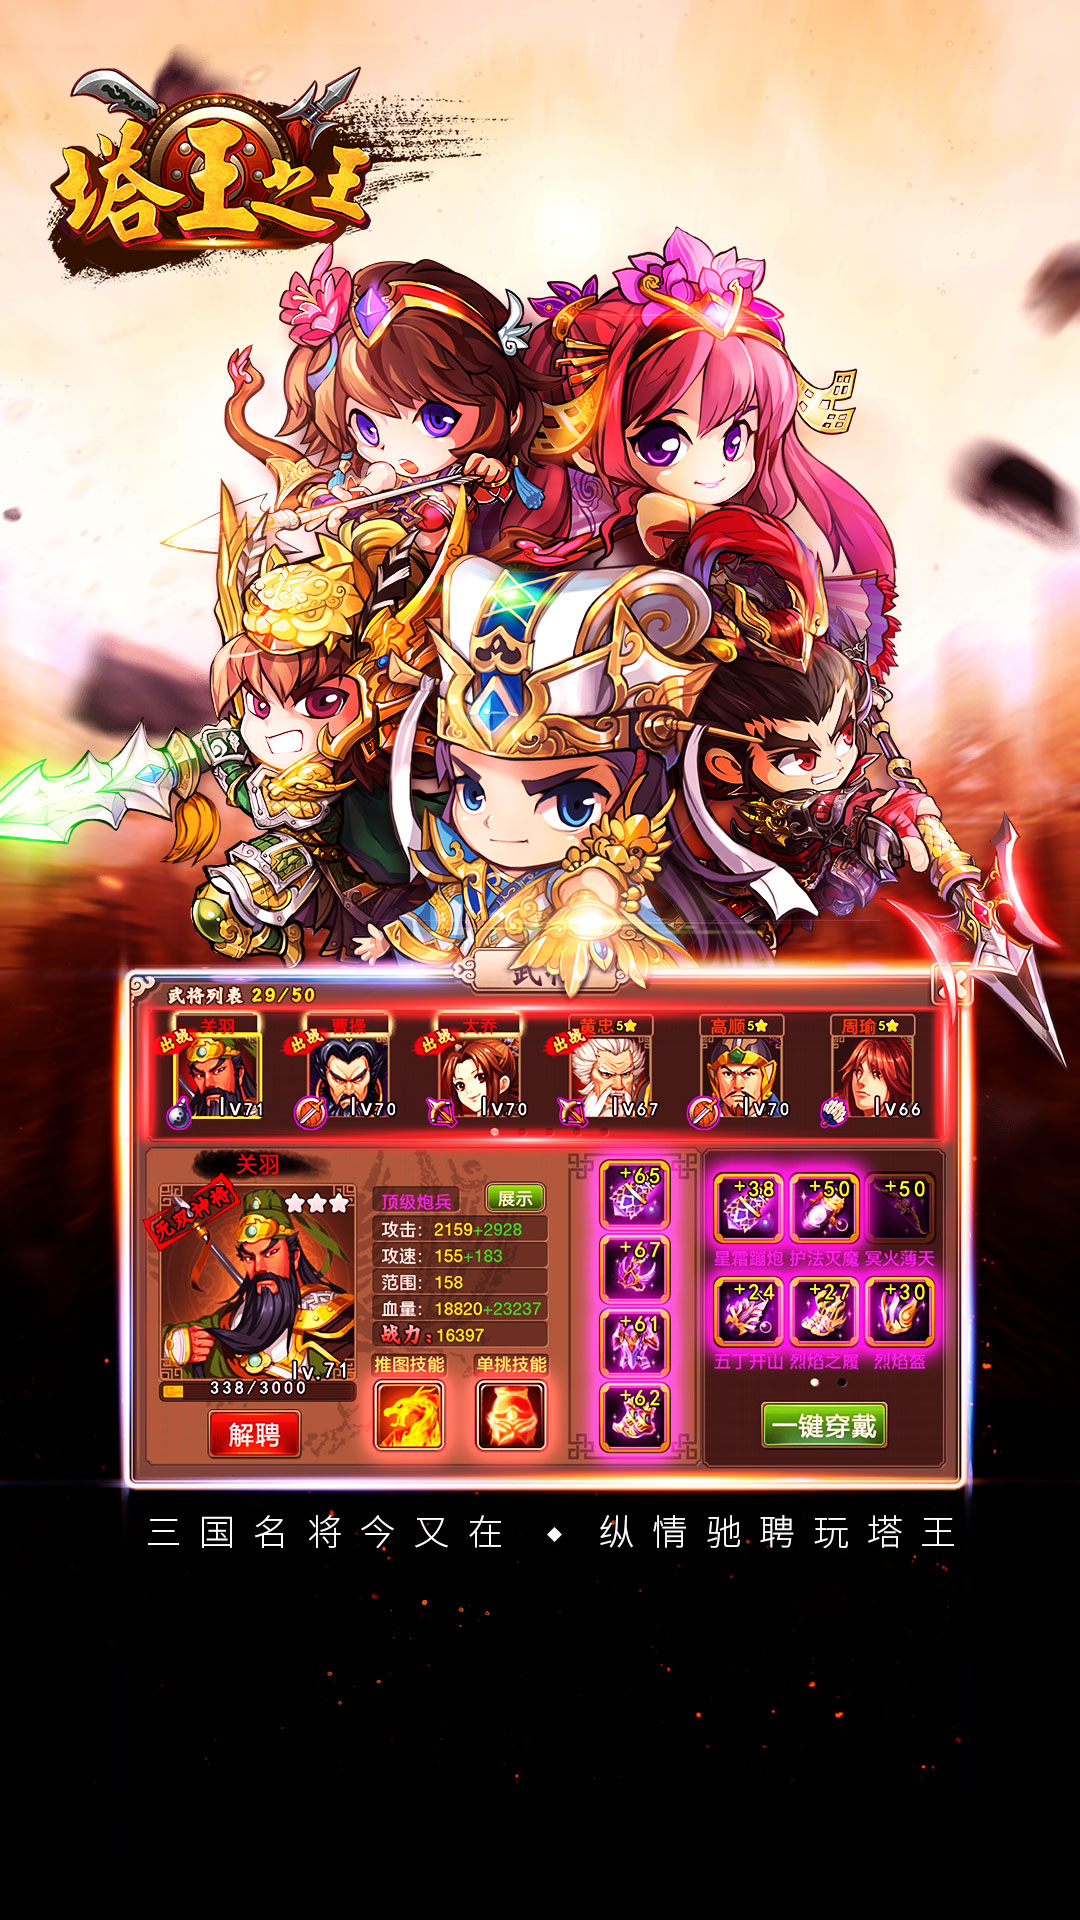 塔王之王
武将
武将列表 29/50
关羽 曹操 大乔 黄忠5 高顺5 周瑜5
出战 出战 出战 出战
lv71 lv70 lv70 lv67 lv70 lv66
关羽
无双神将
顶级炮兵 展示
攻击: 2159+2928
攻速: 155+183
范围: 158
血量: 18820+23237
战力: 16397
lv.71
338/3000
推图技能 单挑技能
解聘
+65
+67
+61
+62
+38 +50 +50
星霜蹦炮 护法灭魔 冥火薄天
+24 +27 +30
五丁开山 烈焰之履 烈焰盔
一键穿戴
三国名将今又在 ◆ 纵情驰聘玩塔王